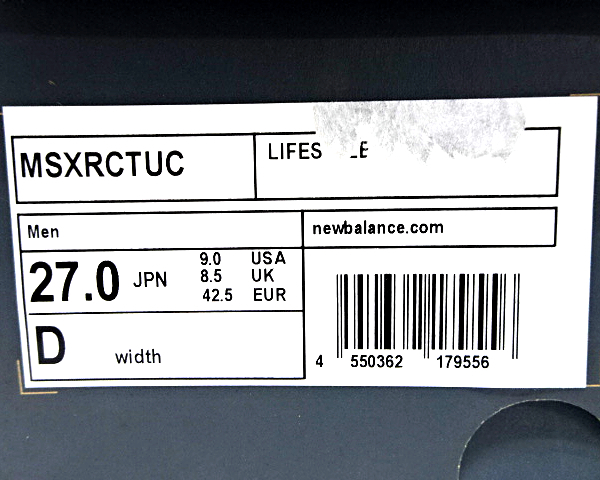 MSXRCTUC
Men
newbalance.com
27.0 JPN
9.0 USA
8.5 UK
42.5 EUR
D width
4 550362 179556